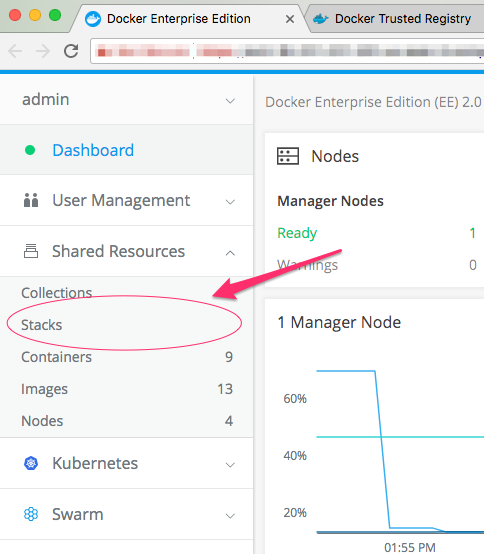 Docker Enterprise Edition
Docker Trusted Registry
admin
Docker Enterprise Edition (EE) 2.0
Dashboard
Nodes
User Management
Manager Nodes
Ready 1
Shared Resources
Warnings 0
Collections
Stacks
1 Manager Node
Containers 9
Images 13
Nodes 4
60%
40%
20%
Kubernetes
Swarm
01:55 PM